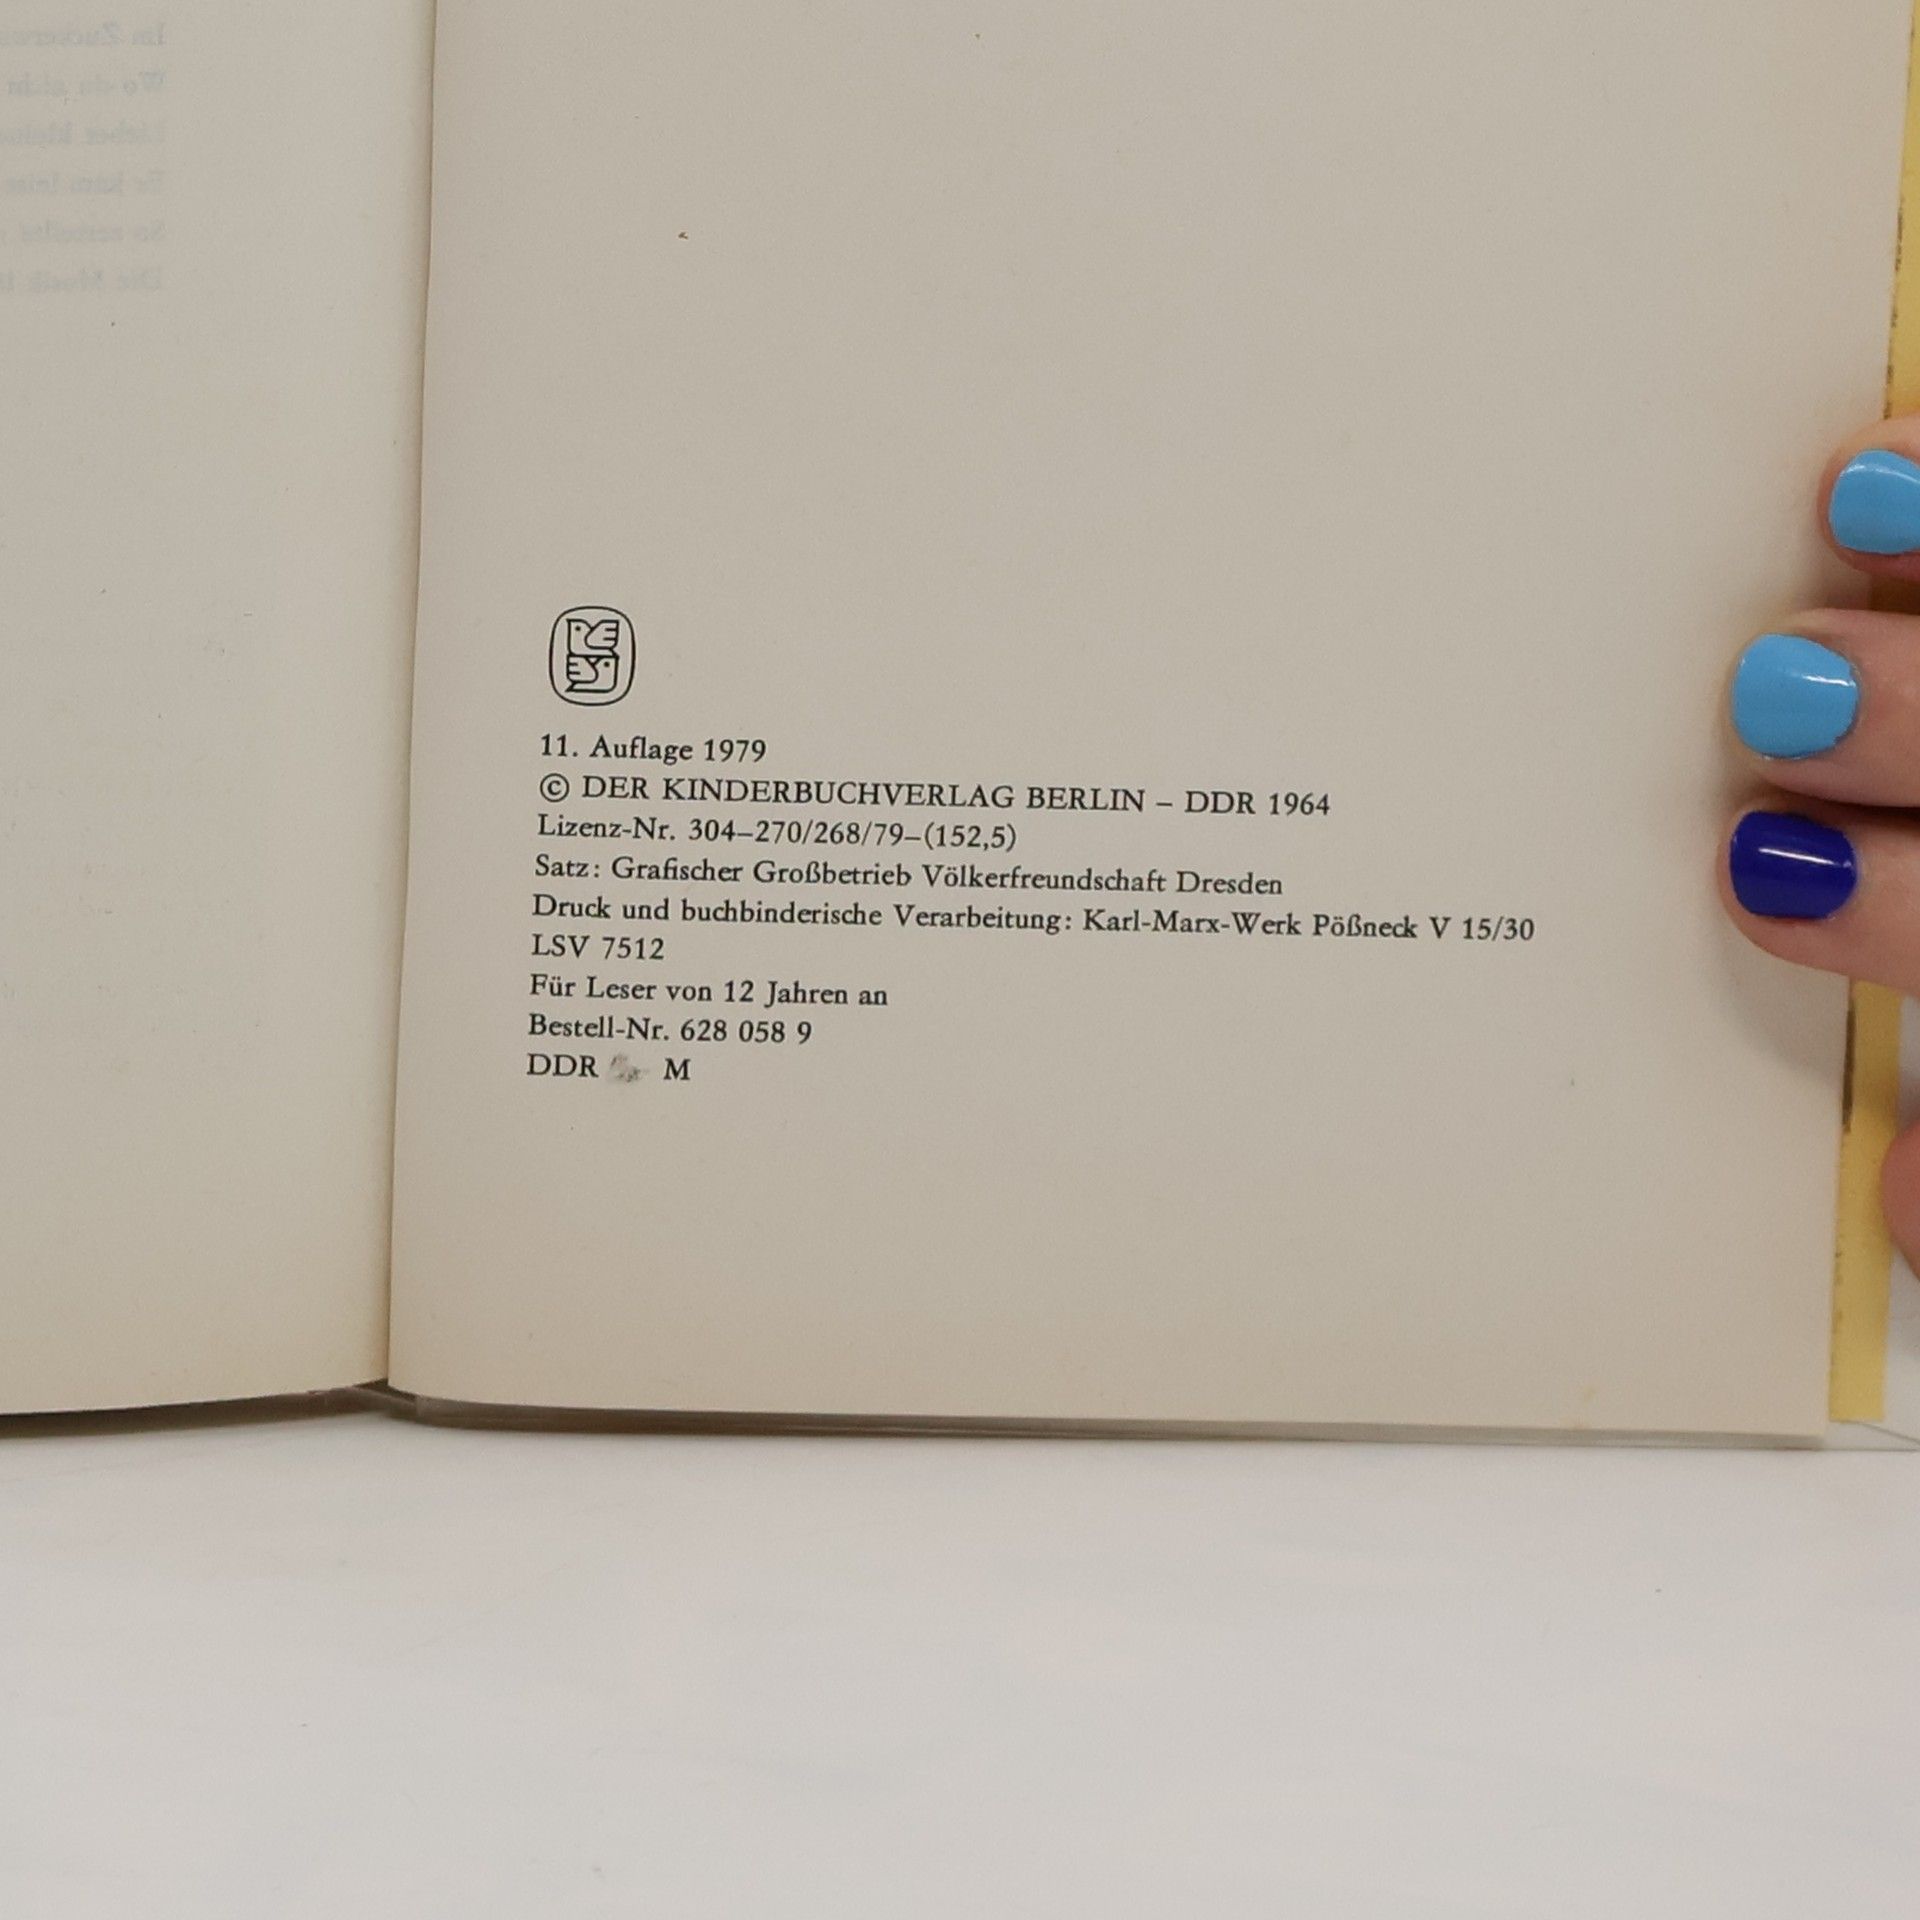 11. Auflage 1979
© DER KINDERBUCHVERLAG BERLIN – DDR 1964
Lizenz-Nr. 304–270/268/79–(152,5)
Satz: Grafischer Großbetrieb Völkerfreundschaft Dresden
Druck und buchbinderische Verarbeitung: Karl-Marx-Werk Pößneck V 15/30
LSV 7512
Für Leser von 12 Jahren an
Bestell-Nr. 628 058 9
DDR M